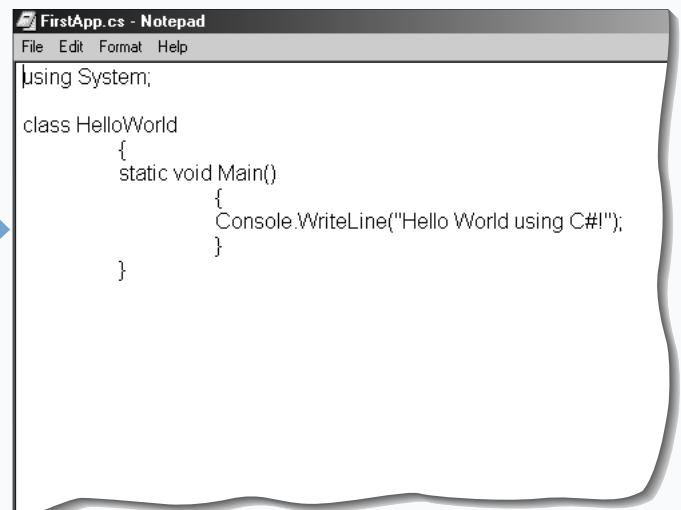 FirstApp.cs - Notepad
File Edit Format Help
using System;
class HelloWorld
{
static void Main()
{
Console.WriteLine("Hello World using C#!");
}
}